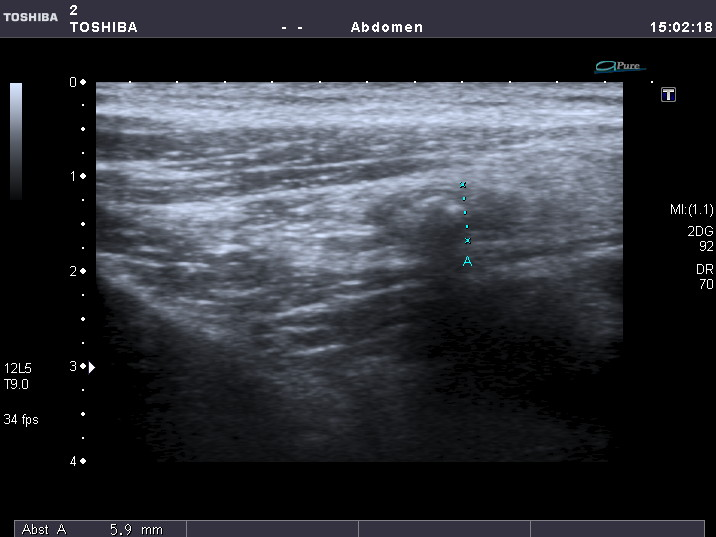 TOSHIBA
2
TOSHIBA - - Abdomen 15:02:18
Pure
T
0
1
2
3
4
MI:(1.1)
2DG
92
DR
70
12L5
T9.0
34 fps
A
Abst A 5.9 mm